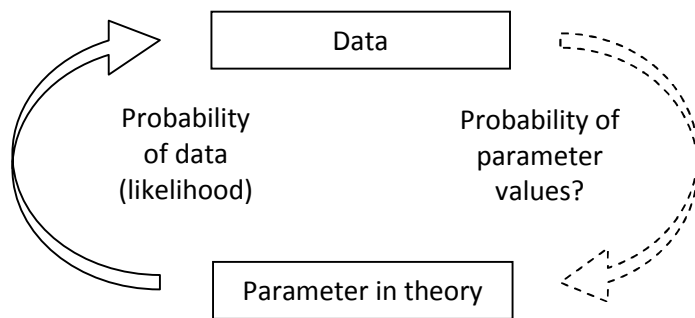 Data
Probability
of data
(likelihood)
Probability of
parameter
values?
Parameter in theory